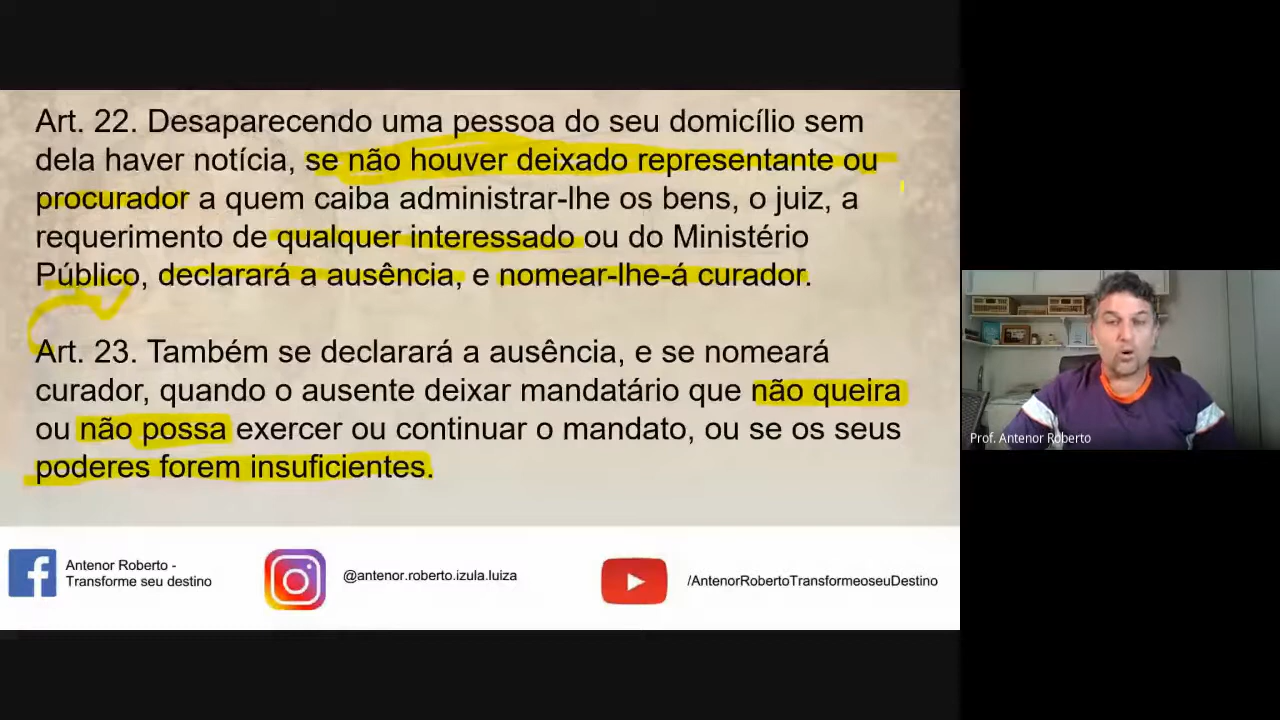 Art. 22. Desaparecendo uma pessoa do seu domicílio sem
dela haver notícia, se não houver deixado representante ou
procurador a quem caiba administrar-lhe os bens, o juiz, a
requerimento de qualquer interessado ou do Ministério
Público, declarará a ausência, e nomear-lhe-á curador.
Art. 23. Também se declarará a ausência, e se nomeará
curador, quando o ausente deixar mandatário que não queira
ou não possa exercer ou continuar o mandato, ou se os seus
poderes forem insuficientes.
Prof. Antenor Roberto
Antenor Roberto -
Transforme seu destino
@antenor.roberto.izula.luiza
/AntenorRobertoTransformeoseuDestino